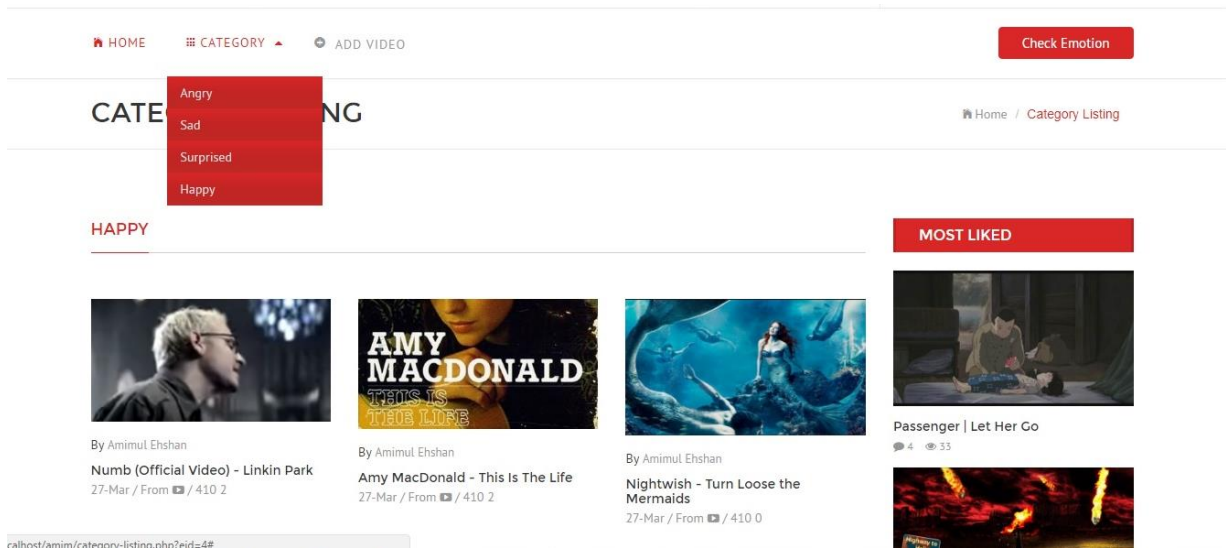 HOME
CATEGORY
ADD VIDEO
Check Emotion
Angry
Sad
Surprised
Happy
CATE
NG
Home / Category Listing
HAPPY
MOST LIKED
AMY
MACDONALD
THIS IS
THE LIFE
By Amimul Ehshan
Numb (Official Video) - Linkin Park
27-Mar / From / 410 2
By Amimul Ehshan
Amy MacDonald - This Is The Life
27-Mar / From / 410 2
By Amimul Ehshan
Nightwish - Turn Loose the
Mermaids
27-Mar / From / 410 0
Passenger | Let Her Go
4 33
Highway to
calhost/amim/category-listing.php?eid=4#